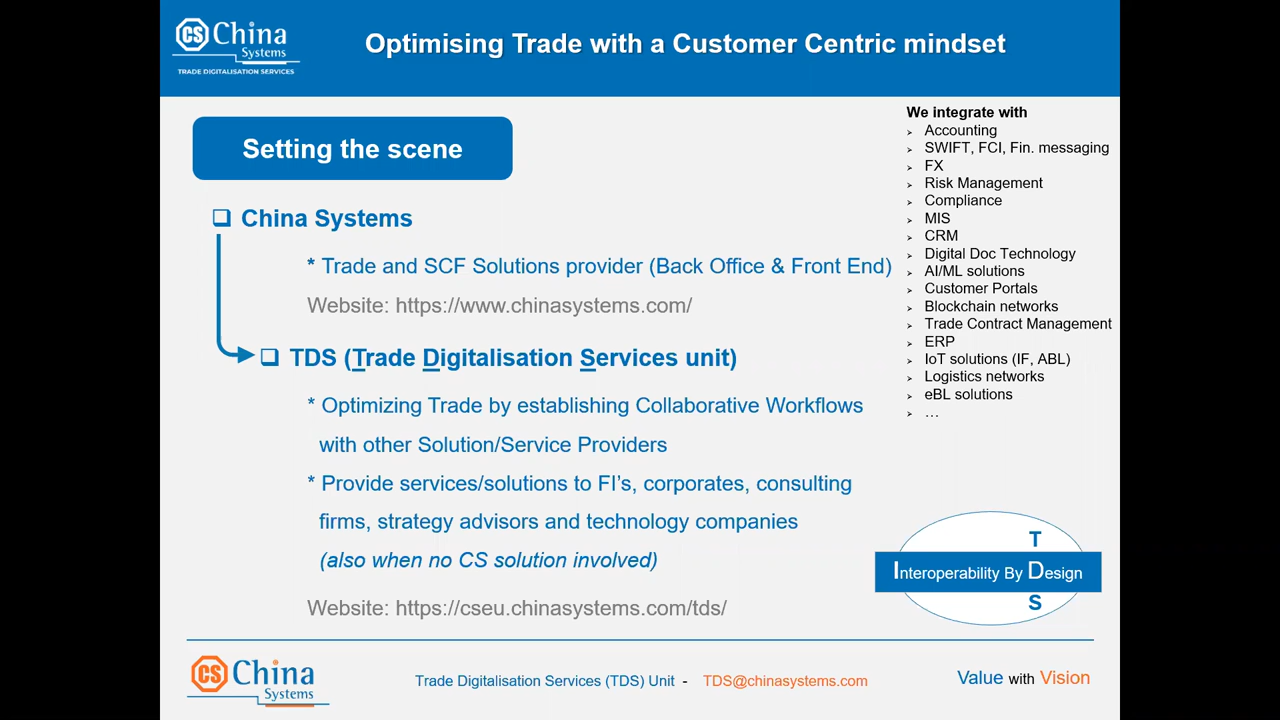 CS China
Systems
TRADE DIGITALISATION SERVICES
Optimising Trade with a Customer Centric mindset
Setting the scene
China Systems
* Trade and SCF Solutions provider (Back Office & Front End)
Website: https://www.chinasystems.com/
TDS (Trade Digitalisation Services unit)
* Optimizing Trade by establishing Collaborative Workflows
with other Solution/Service Providers
* Provide services/solutions to FI's, corporates, consulting
firms, strategy advisors and technology companies
(also when no CS solution involved)
Website: https://cseu.chinasystems.com/tds/
We integrate with
Accounting
SWIFT, FCI, Fin. messaging
FX
Risk Management
Compliance
MIS
CRM
Digital Doc Technology
AI/ML solutions
Customer Portals
Blockchain networks
Trade Contract Management
ERP
IoT solutions (IF, ABL)
Logistics networks
eBL solutions
…
T
Interoperability By Design
S
CS China
Systems
Trade Digitalisation Services (TDS) Unit - TDS@chinasystems.com
Value with Vision